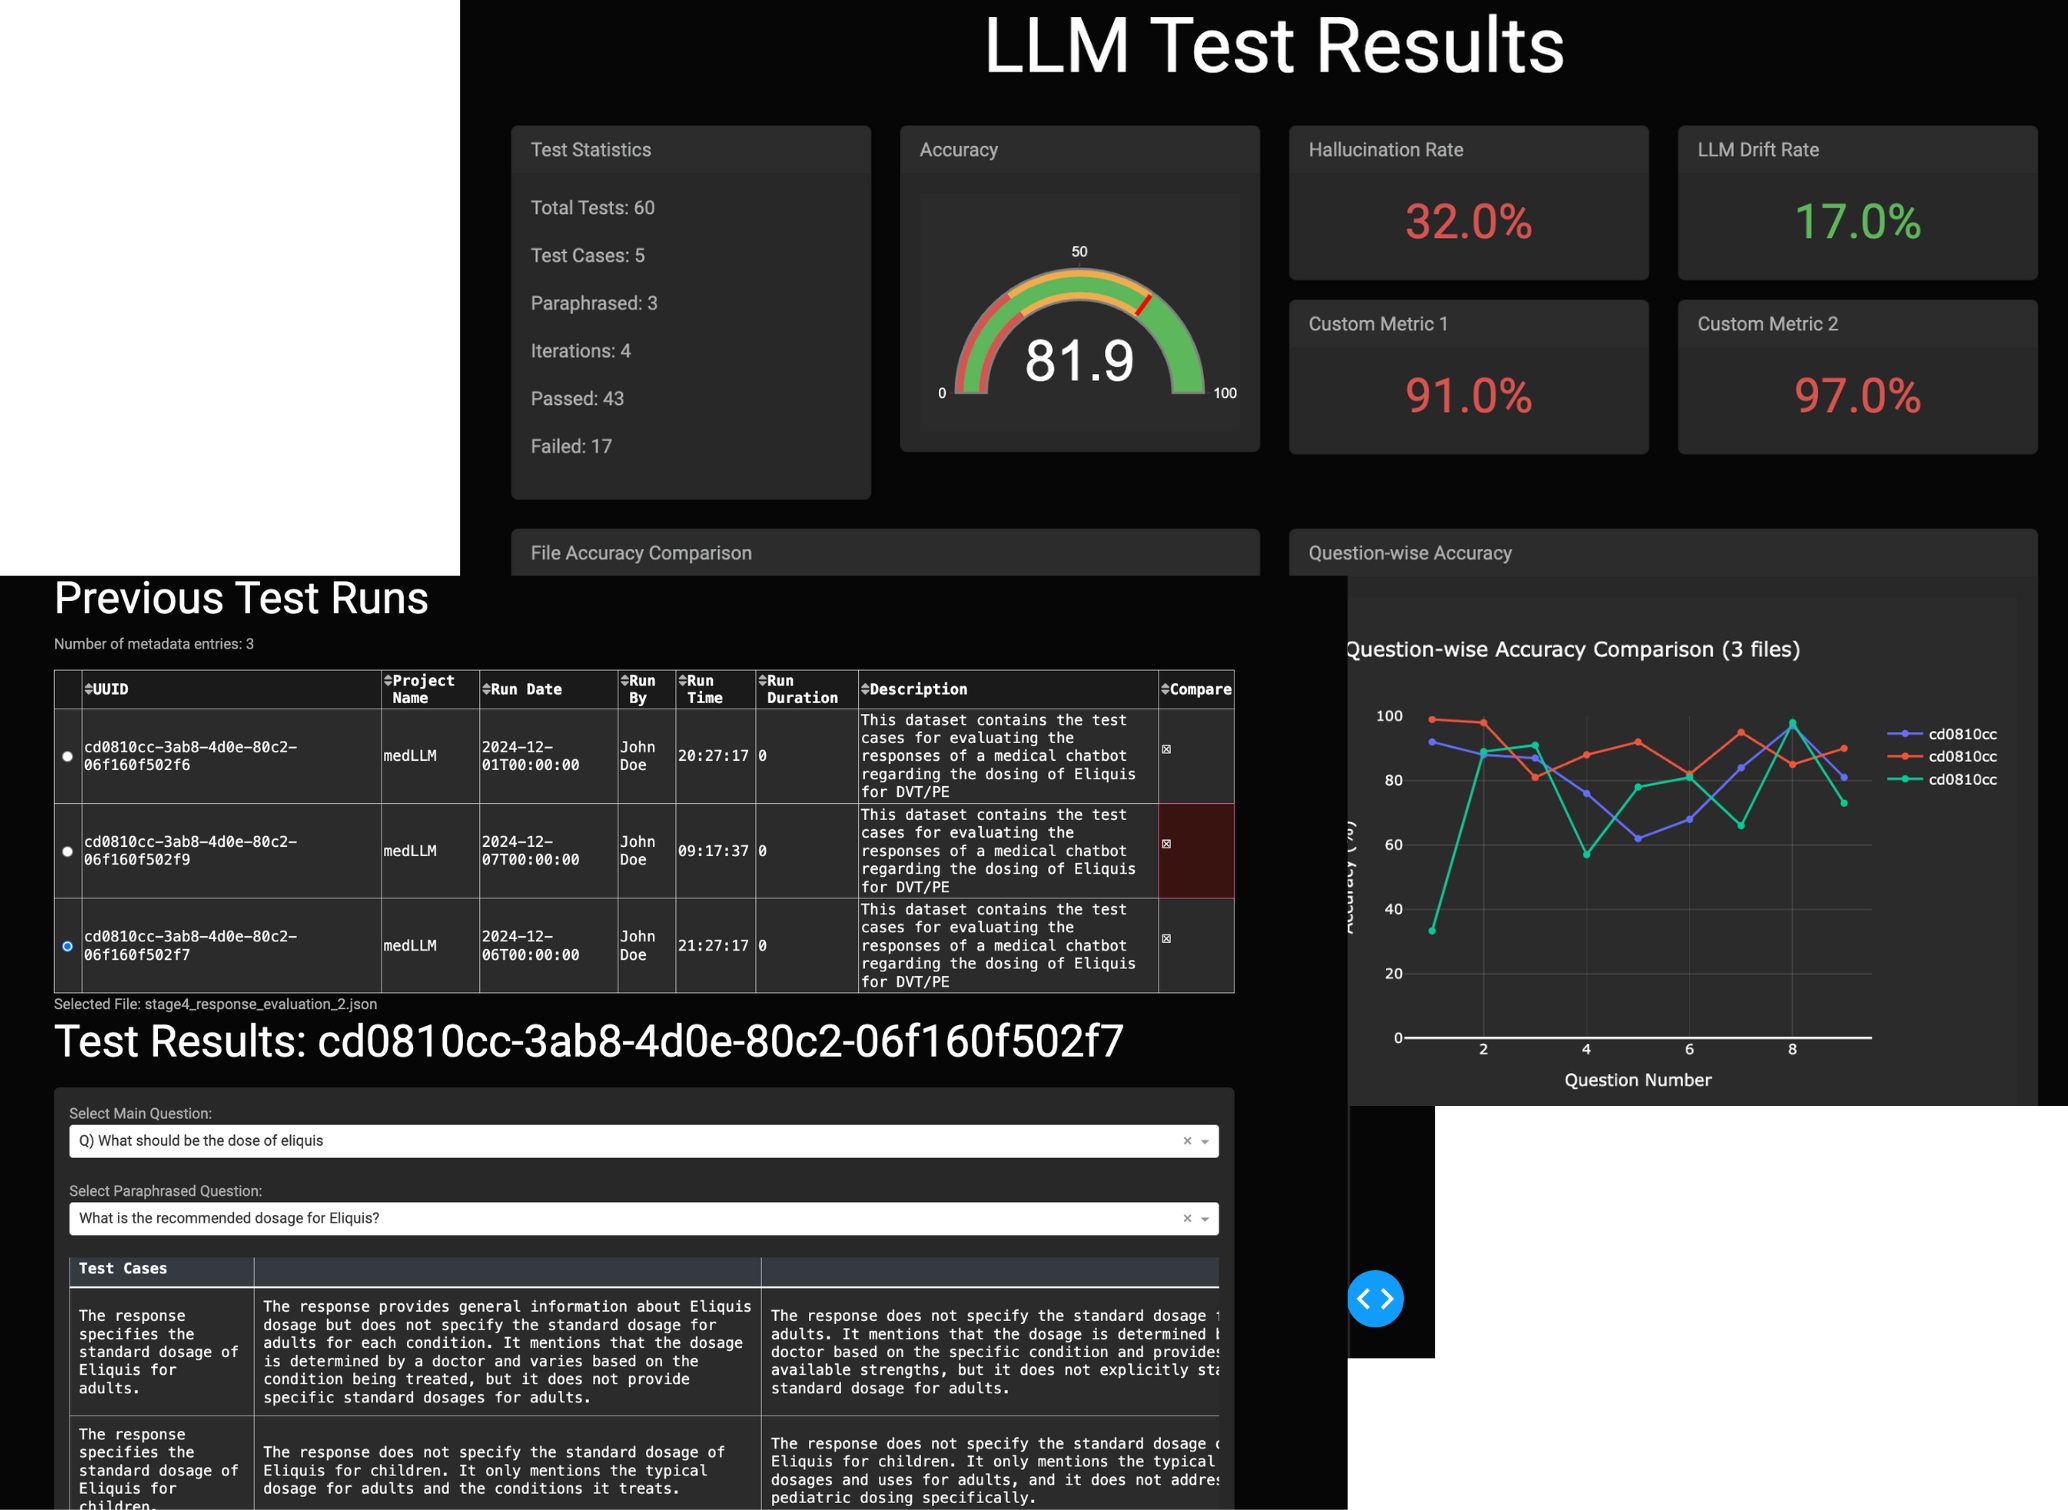 LLM Test Results
Test Statistics
Total Tests: 60
Test Cases: 5
Paraphrased: 3
Iterations: 4
Passed: 43
Failed: 17
Accuracy
50
0
81.9
100
Hallucination Rate
32.0%
LLM Drift Rate
17.0%
Custom Metric 1
91.0%
Custom Metric 2
97.0%
File Accuracy Comparison
Question-wise Accuracy
Question-wise Accuracy Comparison (3 files)
100
80
60
40
20
0
2 4 6 8
Question Number
cd0810cc
cd0810cc
cd0810cc
Previous Test Runs
Number of metadata entries: 3
UUID
Project
Name
Run Date
Run
By
Run
Time
Run
Duration
Description
Compare
cd0810cc-3ab8-4d0e-80c2-
06f160f502f6
medLLM
2024-12-
01T00:00:00
John
Doe
20:27:17
0
This dataset contains the test
cases for evaluating the
responses of a medical chatbot
regarding the dosing of Eliquis
for DVT/PE
cd0810cc-3ab8-4d0e-80c2-
06f160f502f9
medLLM
2024-12-
07T00:00:00
John
Doe
09:17:37
0
This dataset contains the test
cases for evaluating the
responses of a medical chatbot
regarding the dosing of Eliquis
for DVT/PE
cd0810cc-3ab8-4d0e-80c2-
06f160f502f7
medLLM
2024-12-
06T00:00:00
John
Doe
21:27:17
0
This dataset contains the test
cases for evaluating the
responses of a medical chatbot
regarding the dosing of Eliquis
for DVT/PE
Selected File: stage4_response_evaluation_2.json
Test Results: cd0810cc-3ab8-4d0e-80c2-06f160f502f7
Select Main Question:
Q) What should be the dose of eliquis
Select Paraphrased Question:
What is the recommended dosage for Eliquis?
Test Cases
The response
specifies the
standard dosage of
Eliquis for
adults.
The response provides general information about Eliquis
dosage but does not specify the standard dosage for
adults for each condition. It mentions that the dosage
is determined by a doctor and varies based on the
condition being treated, but it does not provide
specific standard dosages for adults.
The response does not specify the standard dosage
adults. It mentions that the dosage is determined
doctor based on the specific condition and provides
available strengths, but it does not explicitly
standard dosage for adults.
The response
specifies the
standard dosage of
Eliquis for
children.
The response does not specify the standard dosage of
Eliquis for children. It only mentions the typical
dosage for adults and the conditions it treats.
The response does not specify the standard dosage
Eliquis for children. It only mentions the typical
dosages and uses for adults, and it does not
pediatric dosing specifically.